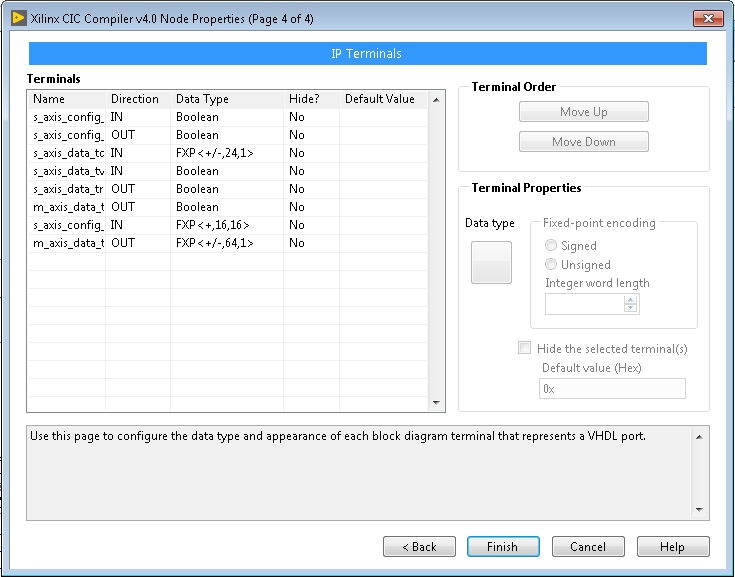 Xilinx CIC Compiler v4.0 Node Properties (Page 4 of 4)
IP Terminals
Terminals
Name Direction Data Type Hide? Default Value
s_axis_config_ IN Boolean No
s_axis_config_ OUT Boolean No
s_axis_data_tc IN FXP<+/-,24,1> No
s_axis_data_tv IN Boolean No
s_axis_data_tr OUT Boolean No
m_axis_data_t OUT Boolean No
s_axis_config_ IN FXP<+,16,16> No
m_axis_data_t OUT FXP<+/-,64,1> No
Terminal Order
Move Up
Move Down
Terminal Properties
Data type
Fixed-point encoding
Signed
Unsigned
Integer word length
Hide the selected terminal(s)
Default value (Hex)
0x
Use this page to configure the data type and appearance of each block diagram terminal that represents a VHDL port.
< Back Finish Cancel Help